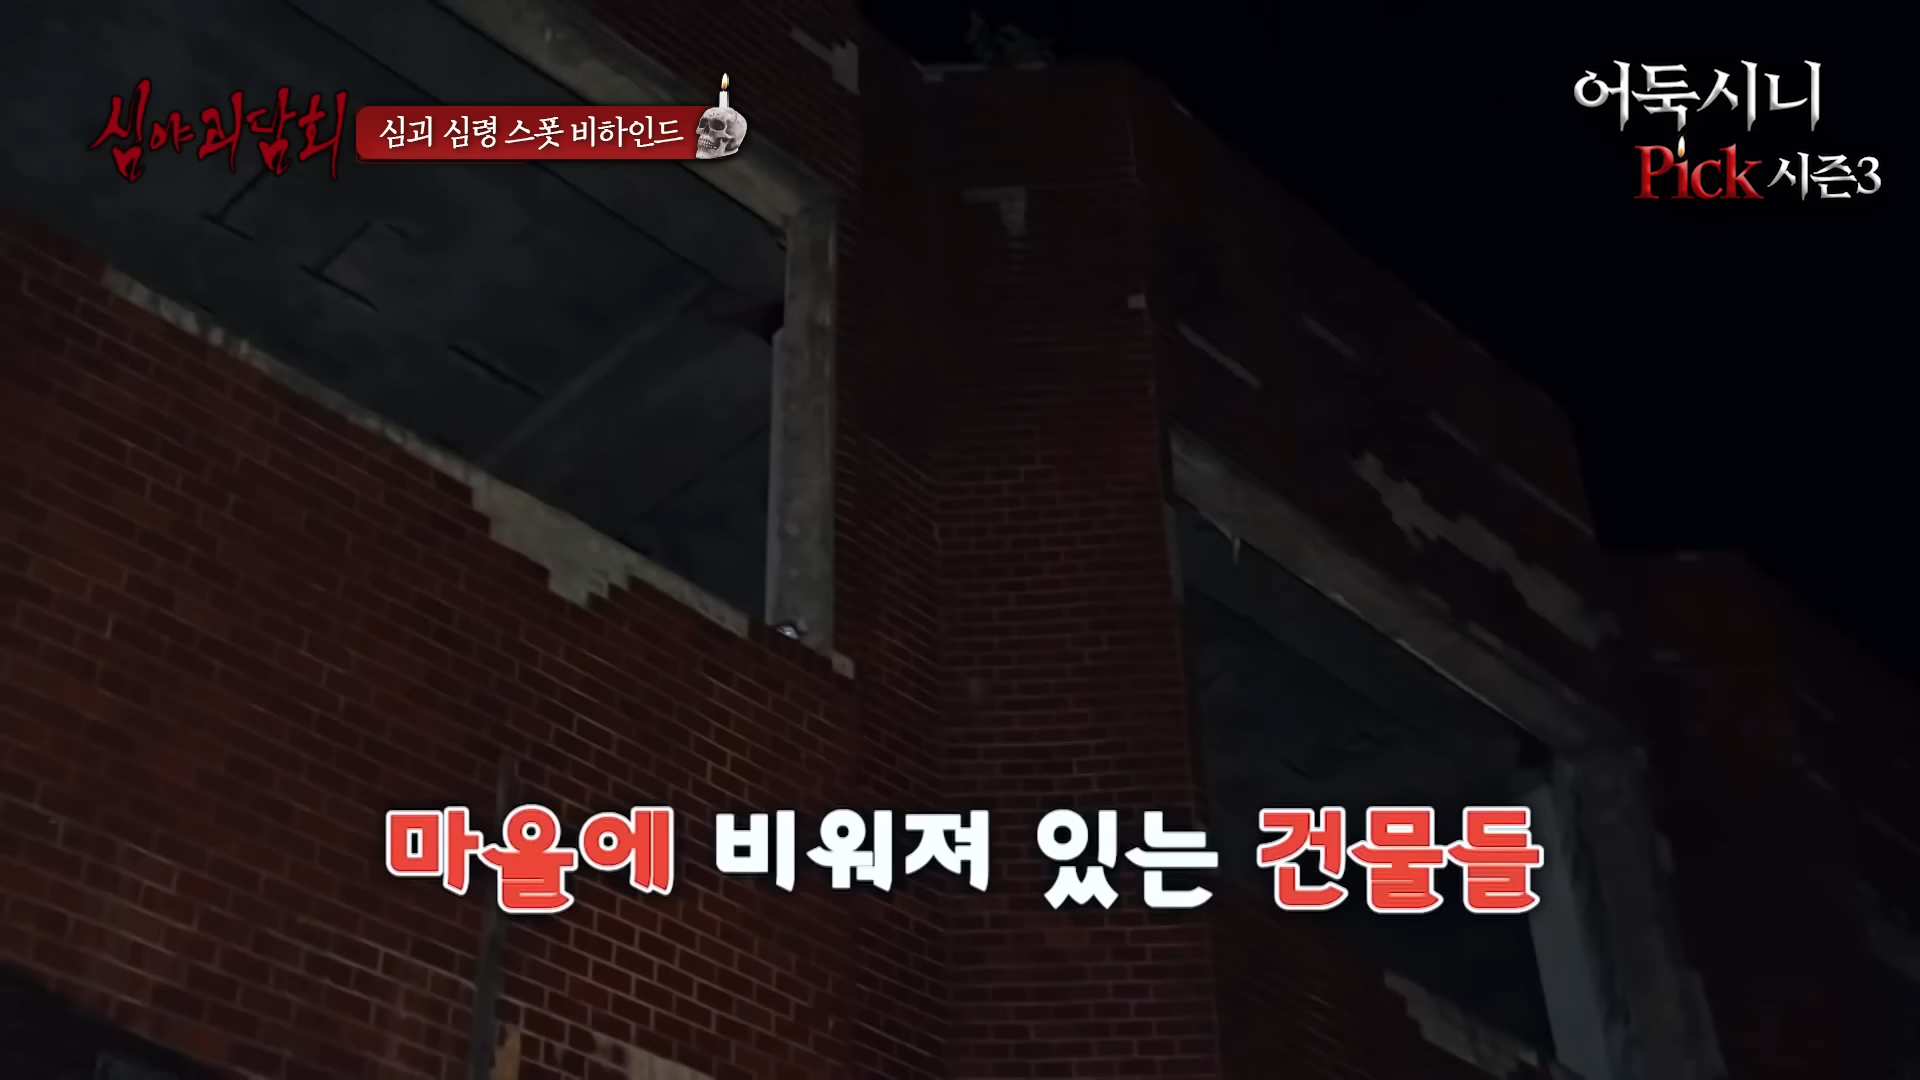 심야괴담회
심괴 심령 스폿 비하인드
어둑시니
Pick 시즌3
마을에 비워져 있는 건물들